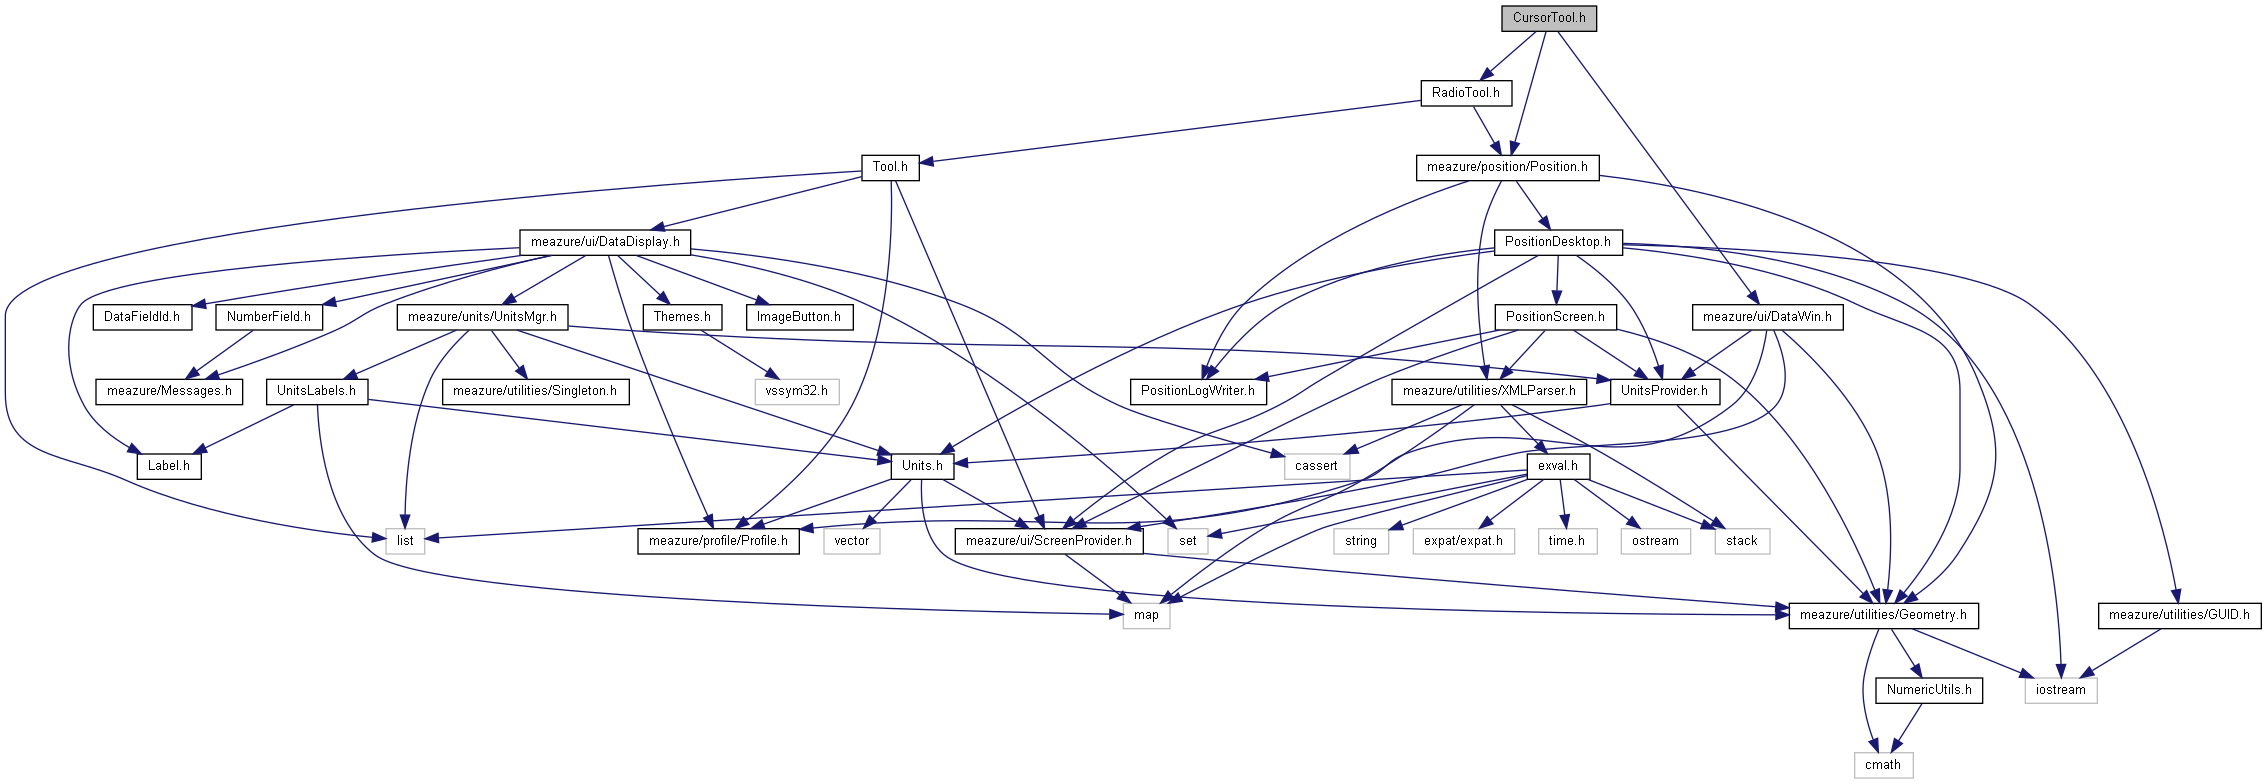 CursorTool.h
RadioTool.h
Tool.h
meazure/position/Position.h
meazure/ui/DataDisplay.h
PositionDesktop.h
DataFieldId.h
NumberField.h
meazure/units/UnitsMgr.h
Themes.h
ImageButton.h
PositionScreen.h
meazure/ui/DataWin.h
meazure/Messages.h
UnitsLabels.h
meazure/utilities/Singleton.h
vssym32.h
PositionLogWriter.h
meazure/utilities/XMLParser.h
UnitsProvider.h
Label.h
Units.h
cassert
exval.h
list
meazure/profile/Profile.h
vector
meazure/ui/ScreenProvider.h
set
string
expat/expat.h
time.h
ostream
stack
map
meazure/utilities/Geometry.h
meazure/utilities/GUID.h
NumericUtils.h
iostream
cmath